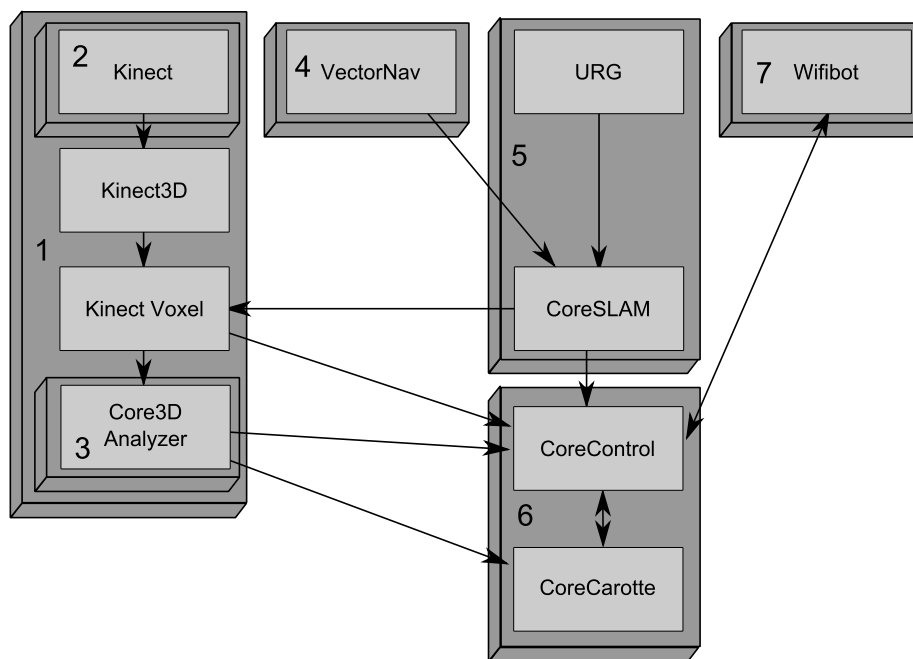 2
Kinect
4
VectorNav
URG
7
Wifibot
5
Kinect3D
1
Kinect Voxel
CoreSLAM
Core3D
Analyzer
3
CoreControl
6
CoreCarotte